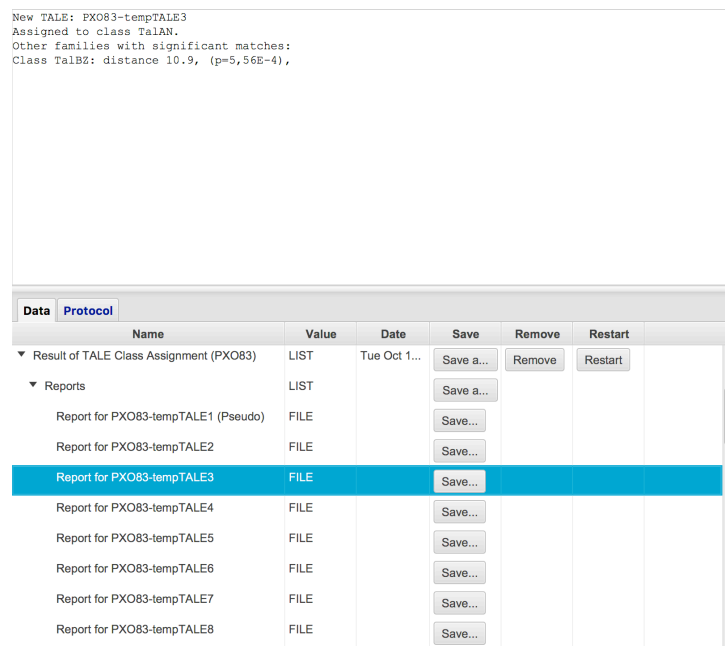 New TALE: PXO83-tempTALE3
Assigned to class TalAN.
Other families with significant matches:
Class TalBZ: distance 10.9, (p=5,56E-4),
Data Protocol
Name Value Date Save Remove Restart
Result of TALE Class Assignment (PXO83) LIST Tue Oct 1... Save a... Remove Restart
Reports LIST Save a...
Report for PXO83-tempTALE1 (Pseudo) FILE Save...
Report for PXO83-tempTALE2 FILE Save...
Report for PXO83-tempTALE3 FILE Save...
Report for PXO83-tempTALE4 FILE Save...
Report for PXO83-tempTALE5 FILE Save...
Report for PXO83-tempTALE6 FILE Save...
Report for PXO83-tempTALE7 FILE Save...
Report for PXO83-tempTALE8 FILE Save...